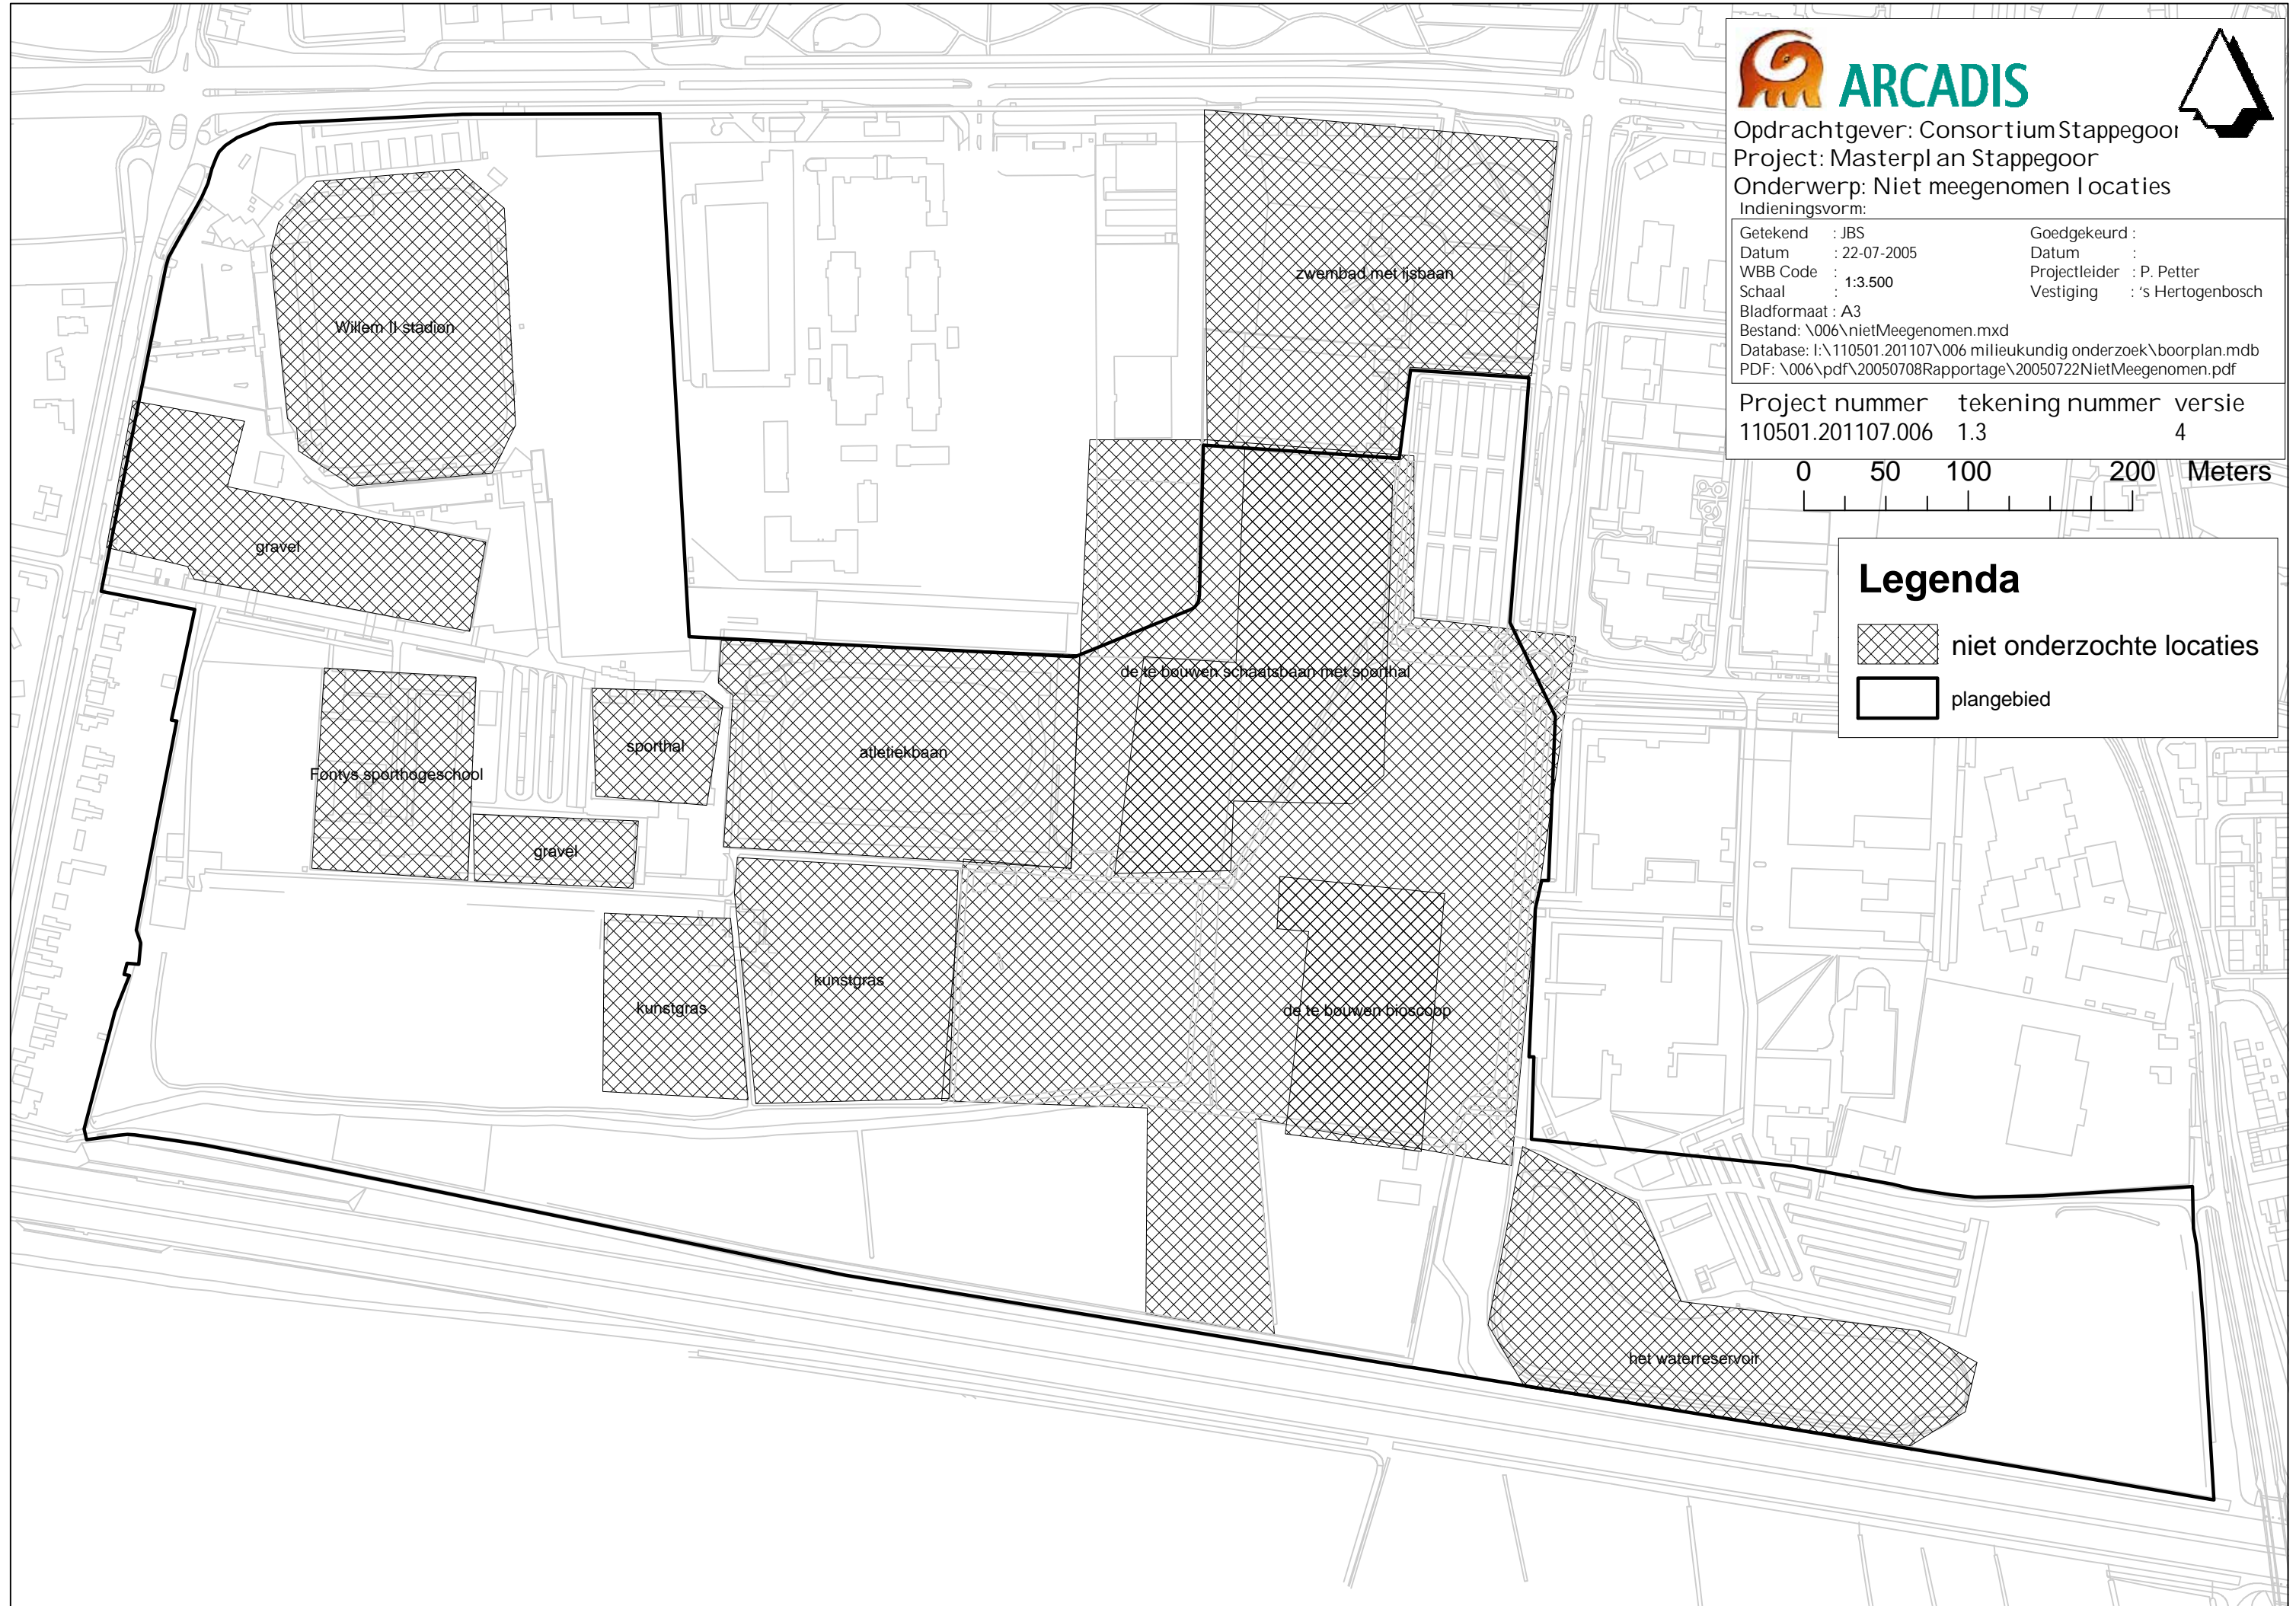 ARCADIS
Opdrachtgever: Consortium Stappegoor
Project: Masterplan Stappegoor
Onderwerp: Niet meegenomen locaties
Indieningsvorm:
Getekend : JBS Goedgekeurd :
Datum : 22-07-2005 Datum :
WBB Code : Projectleider : P. Petter
Schaal : 1:3.500 Vestiging : 's Hertogenbosch
Bladformaat : A3
Bestand: \006\nietMeegenomen.mxd
Database: I:\110501.201107\006 milieukundig onderzoek\boorplan.mdb
PDF: \006\pdf\20050708Rapportage\20050722NietMeegenomen.pdf
Project nummer tekening nummer versie
110501.201107.006 1.3 4
0 50 100 200 Meters
Legenda
niet onderzochte locaties
plangebied
zwembad met ijsbaan
Willem II stadion
gravel
de te bouwen schaatsbaan met sporthal
sporthal
atletiekbaan
Fontys sporthogeschool
gravel
kunstgras
kunstgras
de te bouwen bioscoop
het waterreservoir